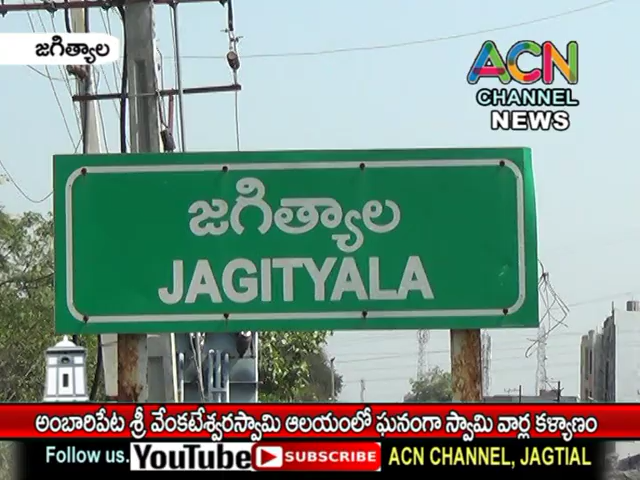 జగిత్యాల
ACN
CHANNEL
NEWS
జగిత్యాల
JAGITYALA
అంబారిపేట శ్రీ వేంకటేశ్వరస్వామి ఆలయంలో ఘనంగా స్వామి వార్ల కళ్యాణం
Follow us. YouTube SUBSCRIBE ACN CHANNEL, JAGTIAL